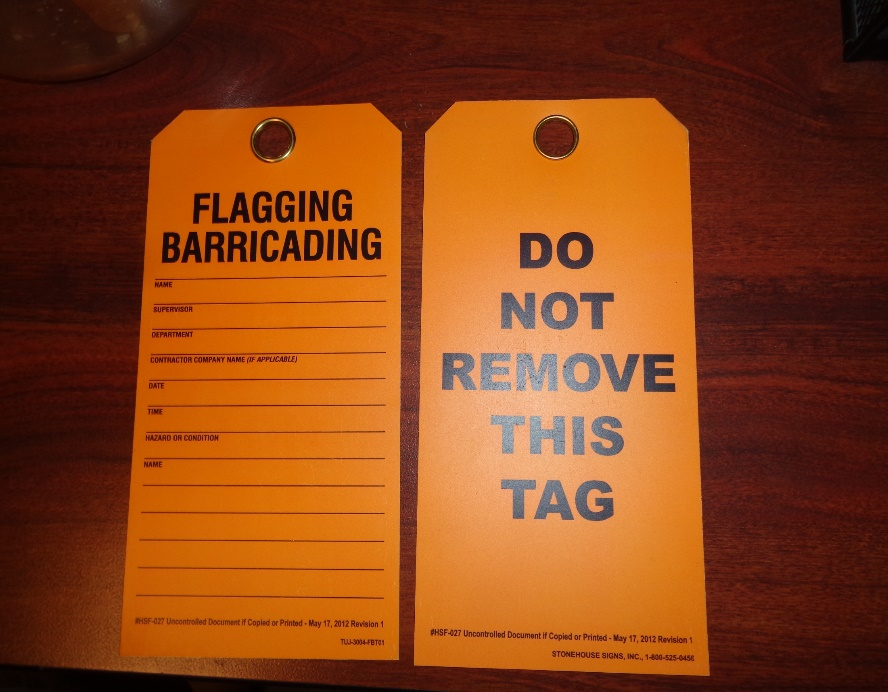 FLAGGING
BARRICADING
NAME
SUPERVISOR
DEPARTMENT
CONTRACTOR COMPANY NAME (IF APPLICABLE)
DATE
TIME
HAZARD OR CONDITION
NAME
#HSF-027 Uncontrolled Document if Copied or Printed - May 17, 2012 Revision 1
TUJ-3004-FBT01
DO
NOT
REMOVE
THIS
TAG
#HSF-027 Uncontrolled Document if Copied or Printed - May 17, 2012 Revision 1
STONEHOUSE SIGNS, INC., 1-800-525-0456